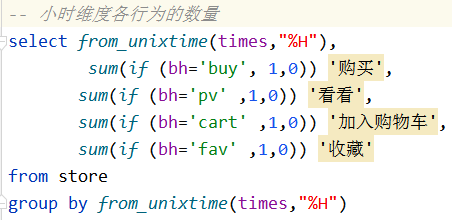 -- 小时维度各行为的数量
select from_unixtime(times,"%H"),
sum(if (bh='buy', 1,0)) '购买',
sum(if (bh='pv' ,1,0)) '看看',
sum(if (bh='cart' ,1,0)) '加入购物车',
sum(if (bh='fav' ,1,0)) '收藏'
from store
group by from_unixtime(times,"%H")